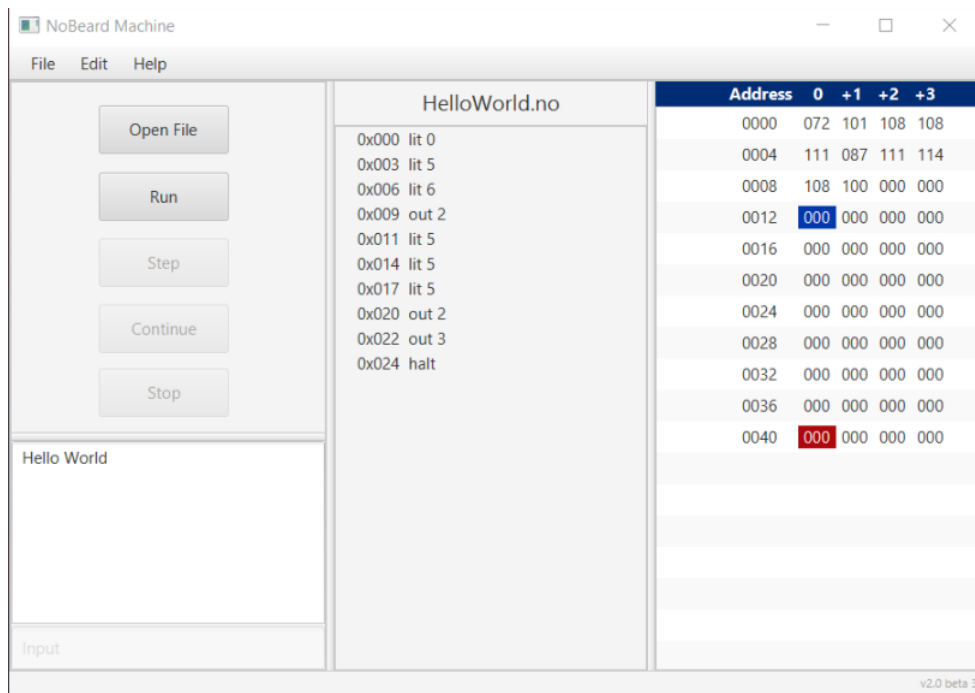 NoBeard Machine
File Edit Help
Open File
Run
Step
Continue
Stop
Hello World
Input
HelloWorld.no
0x000 lit 0
0x003 lit 5
0x006 lit 6
0x009 out 2
0x011 lit 5
0x014 lit 5
0x017 lit 5
0x020 out 2
0x022 out 3
0x024 halt
Address 0 +1 +2 +3
0000 072 101 108 108
0004 111 087 111 114
0008 108 100 000 000
0012 000 000 000 000
0016 000 000 000 000
0020 000 000 000 000
0024 000 000 000 000
0028 000 000 000 000
0032 000 000 000 000
0036 000 000 000 000
0040 000 000 000 000
v2.0 beta 3